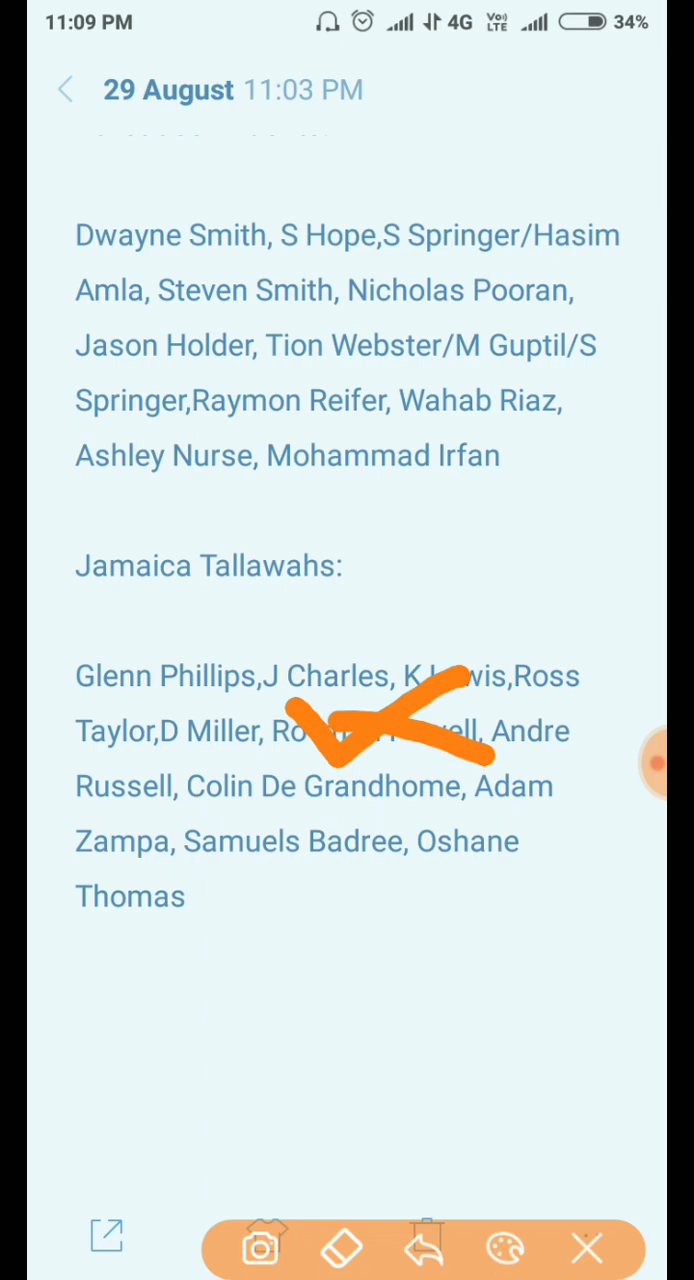 11:09 PM 4G Vo) LTE 34%
29 August 11:03 PM
Dwayne Smith, S Hope,S Springer/Hasim
Amla, Steven Smith, Nicholas Pooran,
Jason Holder, Tion Webster/M Guptil/S
Springer,Raymon Reifer, Wahab Riaz,
Ashley Nurse, Mohammad Irfan
Jamaica Tallawahs:
Glenn Phillips,J Charles, K Lewis,Ross
Taylor,D Miller, Andre
Russell, Colin De Grandhome, Adam
Zampa, Samuels Badree, Oshane
Thomas